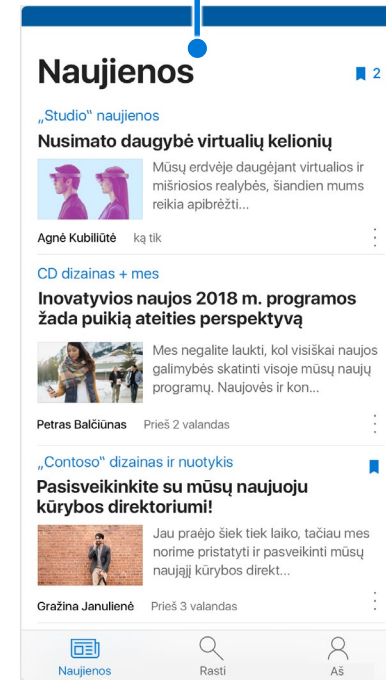 Naujienos
2
„Studio“ naujienos
Nusimato daugybė virtualių kelionių
Mūsų erdvėje daugėjant virtualios ir
mišriosios realybės, šiandien mums
reikia apibrėžti...
Agnė Kubiliūtė ką tik
CD dizainas + mes
Inovatyvios naujos 2018 m. programos
žada puikią ateities perspektyvą
Mes negalite laukti, kol visiškai naujos
galimybės skatinti visoje mūsų naujų
programų. Naujovės ir kon...
Petras Balčiūnas Prieš 2 valandas
„Contoso“ dizainas ir nuotykis
Pasisveikinkite su mūsų naujuoju
kūrybos direktoriumi!
Jau praėjo šiek tiek laiko, tačiau mes
norime pristatyti ir pasveikinti mūsų
naująjį kūrybos direkt...
Gražina Janulienė Prieš 3 valandas
Naujienos Rasti Aš